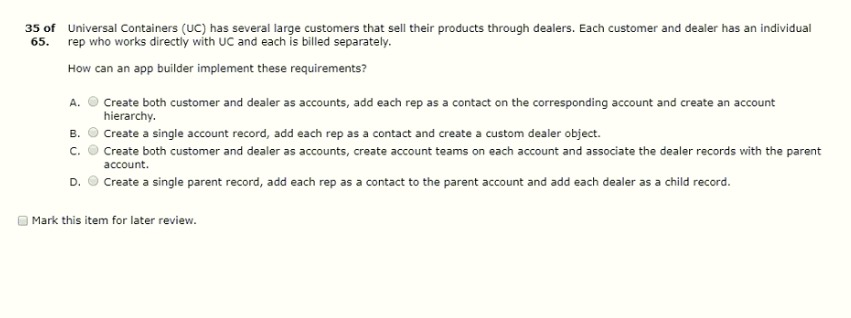 35 of Universal Containers (UC) has several large customers that sell their products through dealers. Each customer and dealer has an individual
65. rep who works directly with UC and each is billed separately.
How can an app builder implement these requirements?
A. Create both customer and dealer as accounts, add each rep as a contact on the corresponding account and create an account
hierarchy.
B. Create a single account record, add each rep as a contact and create a custom dealer object.
C. Create both customer and dealer as accounts, create account teams on each account and associate the dealer records with the parent
account.
D. Create a single parent record, add each rep as a contact to the parent account and add each dealer as a child record.
Mark this item for later review.